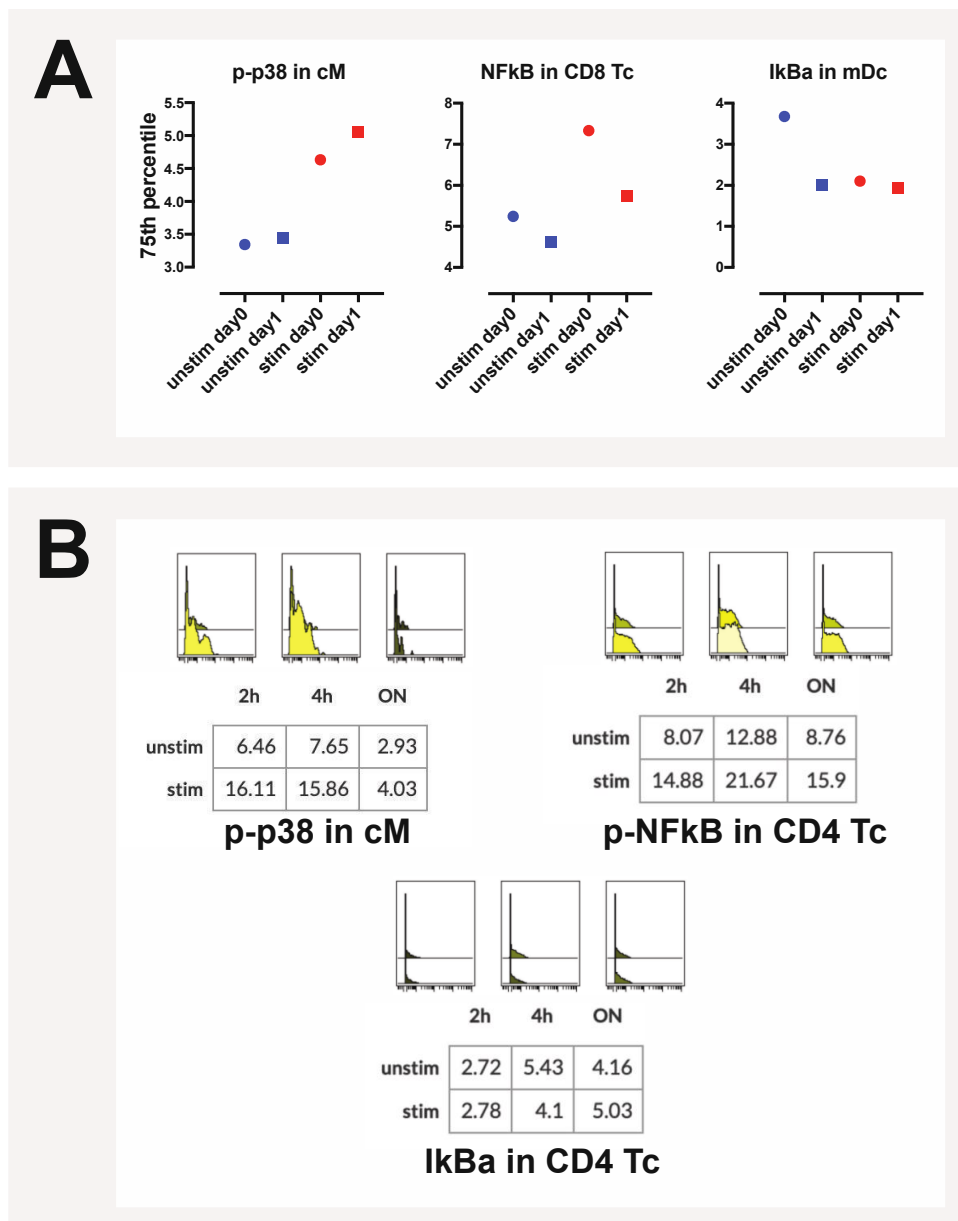 A
p-p38 in cM
NFkB in CD8 Tc
IkBa in mDc
75th percentile
5.5
5.0
4.5
4.0
3.5
3.0
unstim day0
unstim day1
stim day0
stim day1
8
7
6
5
4
unstim day0
unstim day1
stim day0
stim day1
4
3
2
1
0
unstim day0
unstim day1
stim day0
stim day1
B
2h 4h ON
unstim 6.46 7.65 2.93
stim 16.11 15.86 4.03
p-p38 in cM
2h 4h ON
unstim 8.07 12.88 8.76
stim 14.88 21.67 15.9
p-NFkB in CD4 Tc
2h 4h ON
unstim 2.72 5.43 4.16
stim 2.78 4.1 5.03
IkBa in CD4 Tc